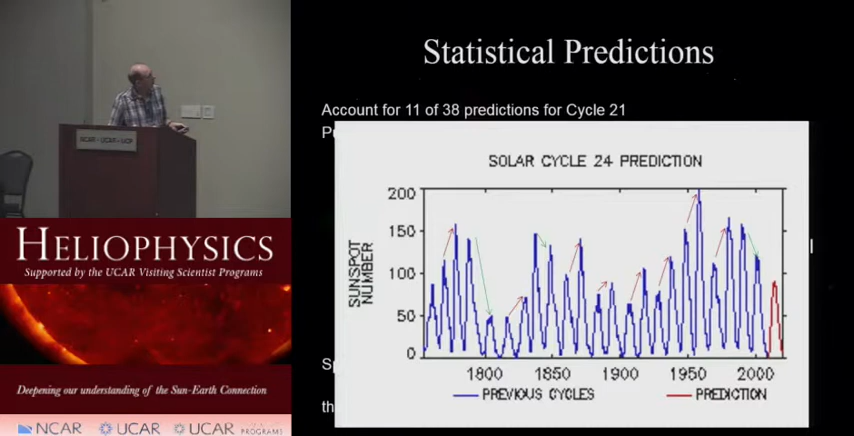 Statistical Predictions
Account for 11 of 38 predictions for Cycle 21
SOLAR CYCLE 24 PREDICTION
SUNSPOT
NUMBER
200
150
100
50
0
1800
1850
1900
1950
2000
PREVIOUS CYCLES
PREDICTION
HELIOPHYSICS
Supported by the UCAR Visiting Scientist Programs
Deepening our understanding of the Sun-Earth Connection
NCAR
UCAR
UCAR PROGRAMS